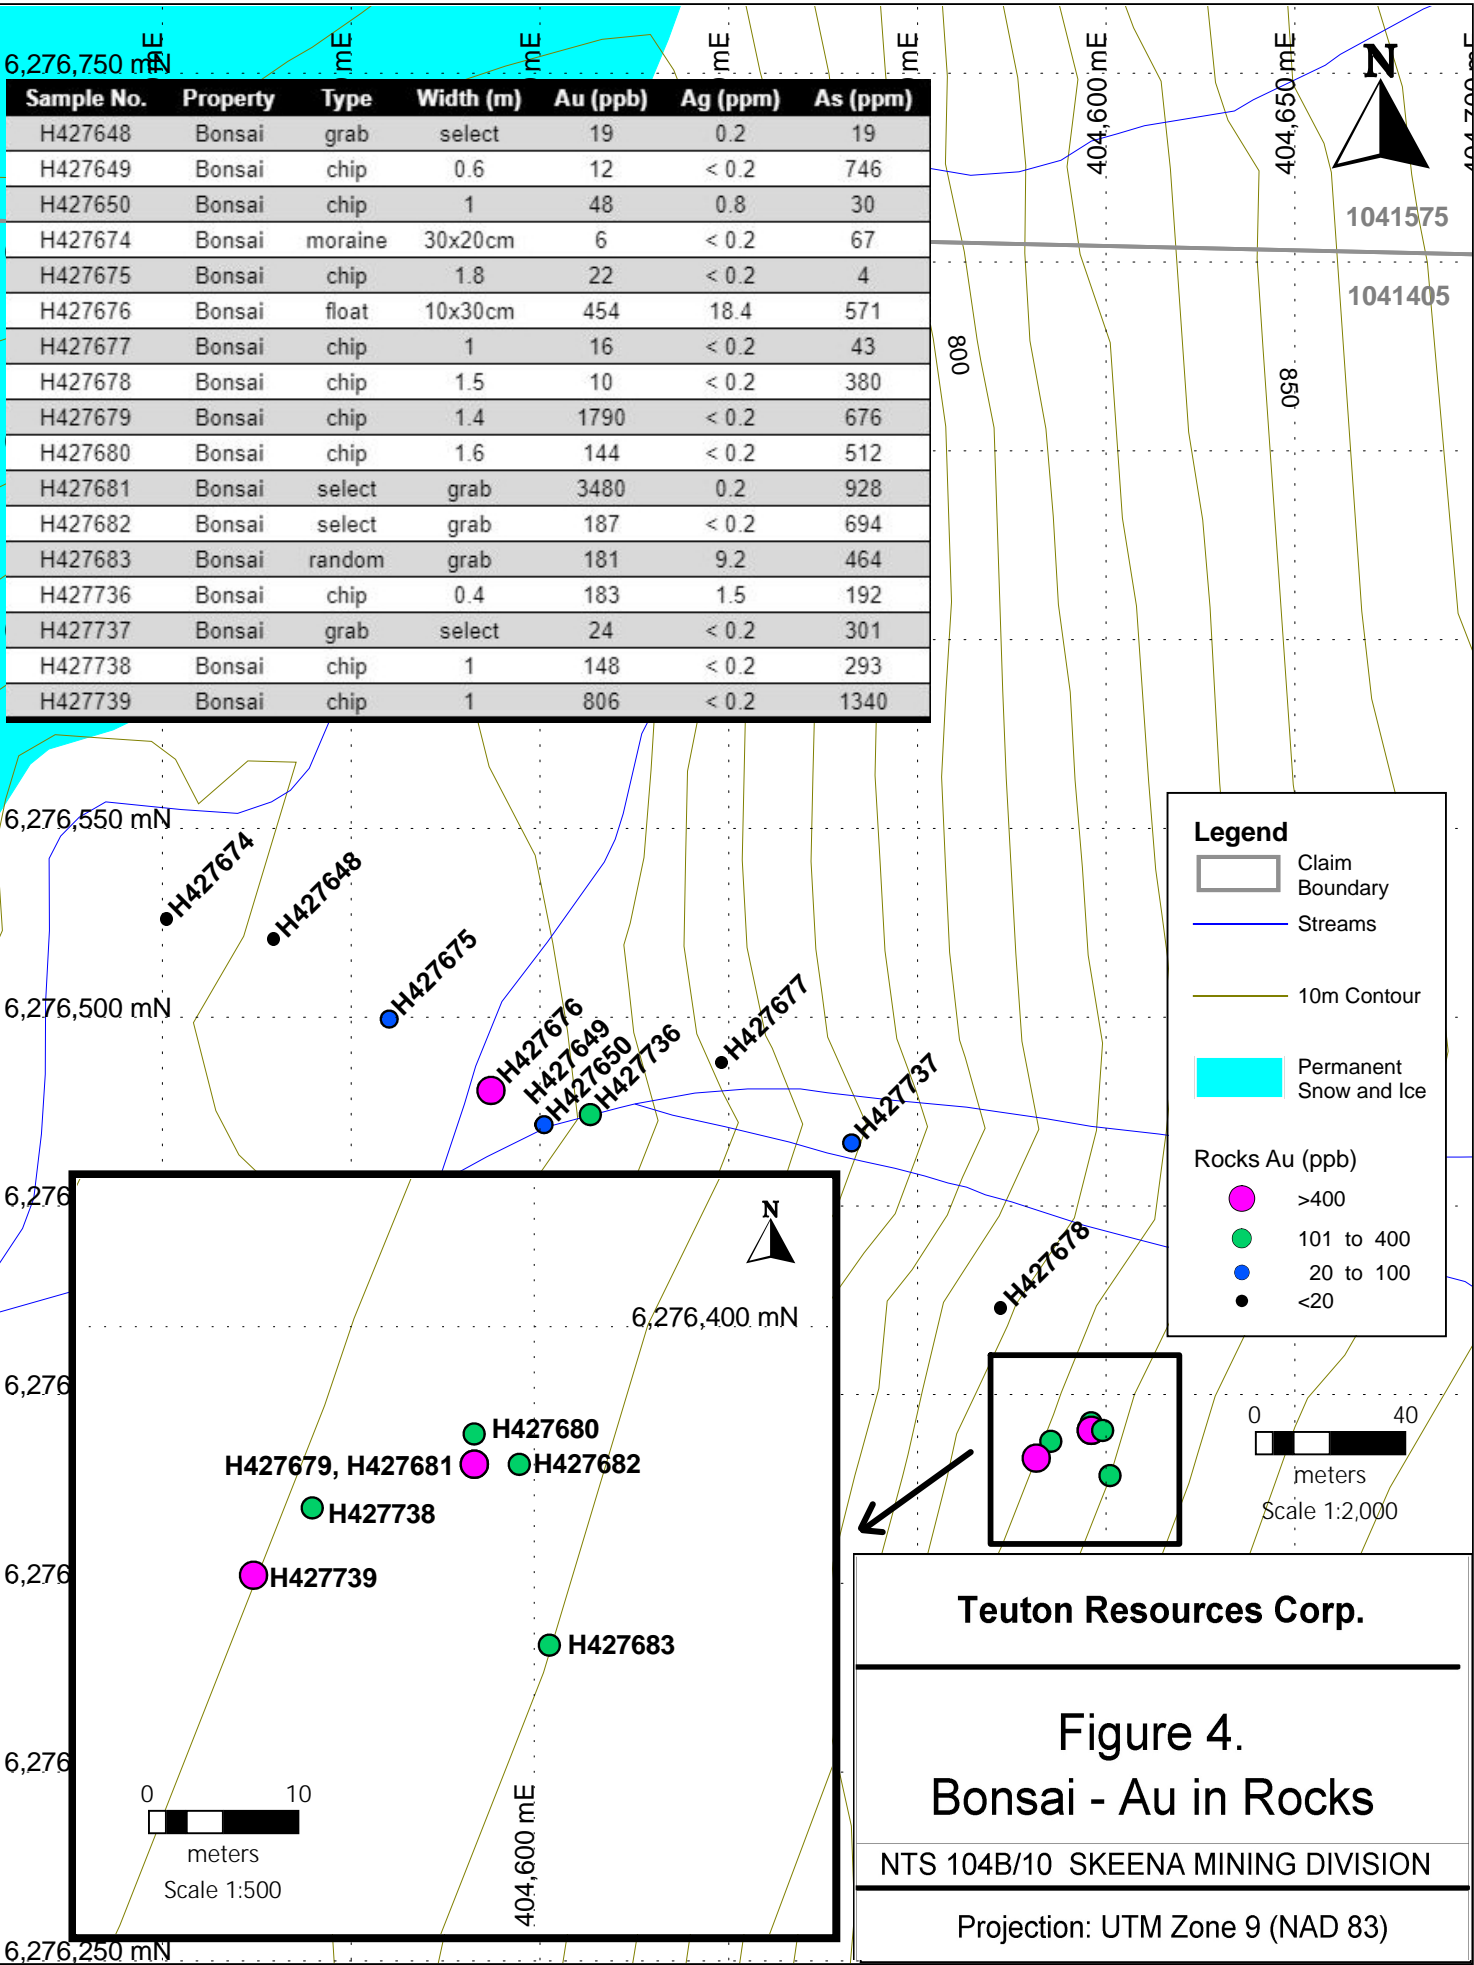 6,276,750 mN
mE
mE
mE
mE
mE
404,600 mE
404,650 mE
N
Sample No. Property Type Width (m) Au (ppb) Ag (ppm) As (ppm)
H427648 Bonsai grab select 19 0.2 19
H427649 Bonsai chip 0.6 12 < 0.2 746
H427650 Bonsai chip 1 48 0.8 30
H427674 Bonsai moraine 30x20cm 6 < 0.2 67
H427675 Bonsai chip 1.8 22 < 0.2 4
H427676 Bonsai float 10x30cm 454 18.4 571
H427677 Bonsai chip 1 16 < 0.2 43
H427678 Bonsai chip 1.5 10 < 0.2 380
H427679 Bonsai chip 1.4 1790 < 0.2 676
H427680 Bonsai chip 1.6 144 < 0.2 512
H427681 Bonsai select grab 3480 0.2 928
H427682 Bonsai select grab 187 < 0.2 694
H427683 Bonsai random grab 181 9.2 464
H427736 Bonsai chip 0.4 183 1.5 192
H427737 Bonsai grab select 24 < 0.2 301
H427738 Bonsai chip 1 148 < 0.2 293
H427739 Bonsai chip 1 806 < 0.2 1340
1041575
1041405
800
850
6,276,550 mN
H427674
H427648
H427675
6,276,500 mN
H427676
H427649
H427650
H427736
H427677
H427737
H427678
Legend
Claim
Boundary
Streams
10m Contour
Permanent
Snow and Ice
Rocks Au (ppb)
>400
101 to 400
20 to 100
<20
6,276
6,276
6,276
6,276
6,276,250 mN
N
6,276,400 mN
H427680
H427679, H427681
H427682
H427738
H427739
H427683
0 10
meters
Scale 1:500
404,600 mE
0 40
meters
Scale 1:2,000
Teuton Resources Corp.
Figure 4.
Bonsai - Au in Rocks
NTS 104B/10 SKEENA MINING DIVISION
Projection: UTM Zone 9 (NAD 83)